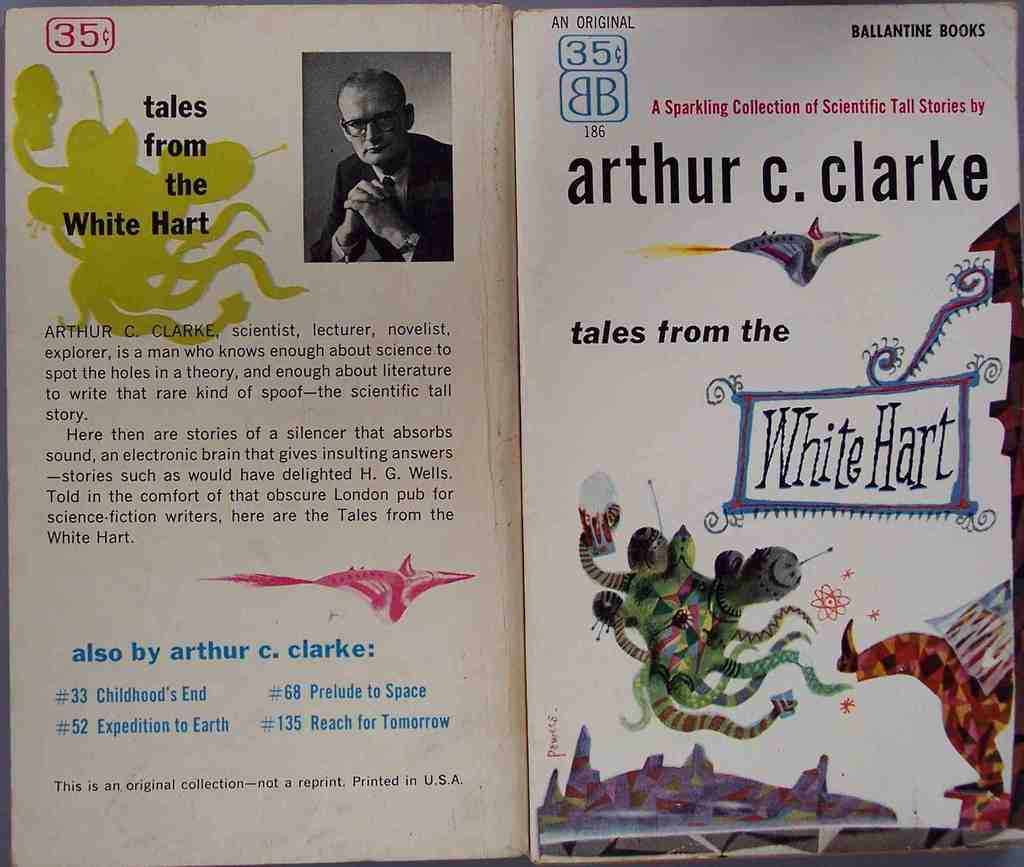 35¢
tales
from
the
White Hart
ARTHUR C. CLARKE, scientist, lecturer, novelist,
explorer, is a man who knows enough about science to
spot the holes in a theory, and enough about literature
to write that rare kind of spoof—the scientific tall
story.
Here then are stories of a silencer that absorbs
sound, an electronic brain that gives insulting answers
—stories such as would have delighted H. G. Wells.
Told in the comfort of that obscure London pub for
science-fiction writers, here are the Tales from the
White Hart.
also by arthur c. clarke:
#33 Childhood's End
#68 Prelude to Space
#52 Expedition to Earth
#135 Reach for Tomorrow
This is an original collection—not a reprint. Printed in U.S.A.
AN ORIGINAL
35¢
BB
186
BALLANTINE BOOKS
A Sparkling Collection of Scientific Tall Stories by
arthur c. clarke
tales from the
White Hart
Powers.